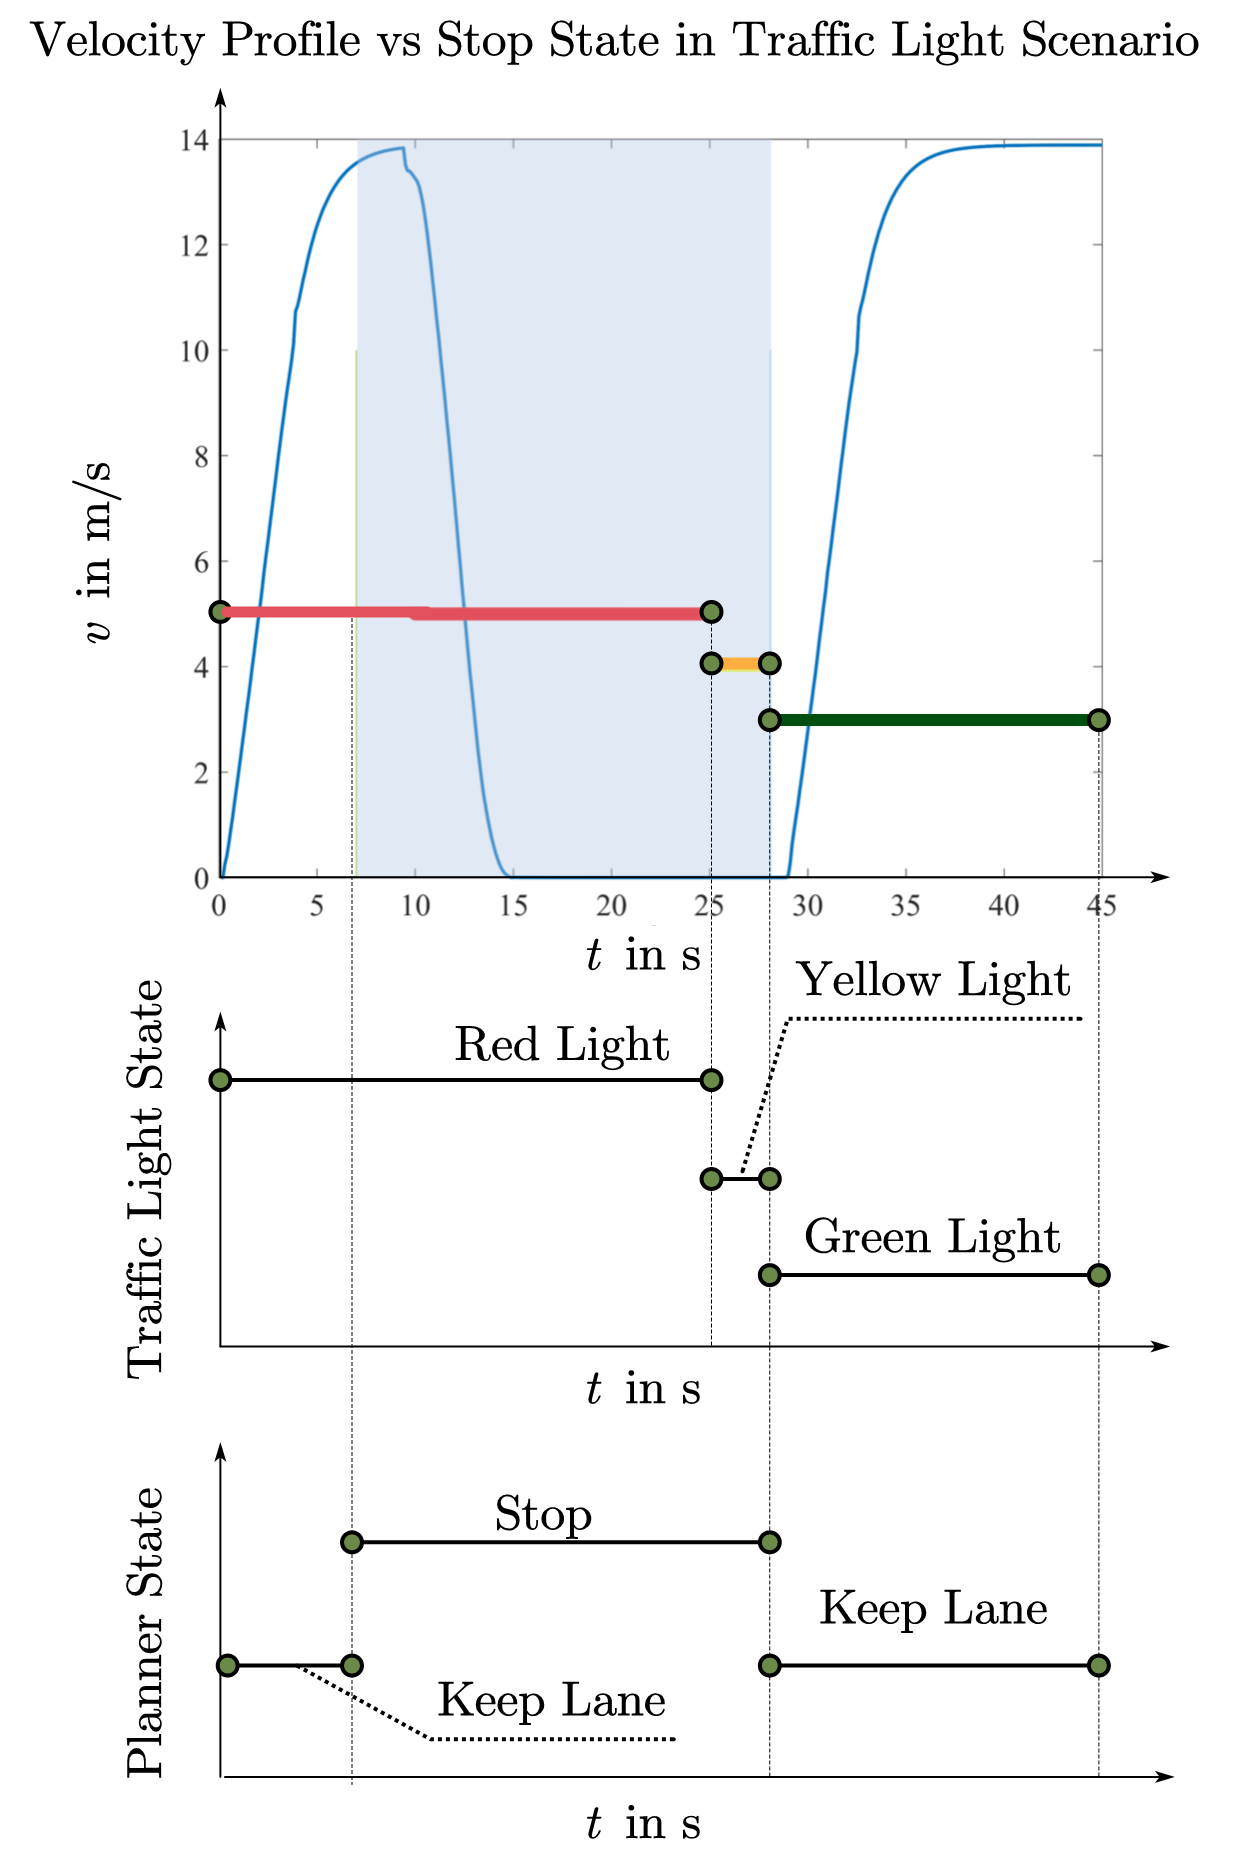 Velocity Profile vs Stop State in Traffic Light Scenario
v in m/s
14
12
10
8
6
4
2
0
0 5 10 15 20 25 30 35 40 45
t in s
Traffic Light State
Yellow Light
Red Light
Green Light
t in s
Planner State
Stop
Keep Lane
Keep Lane
t in s